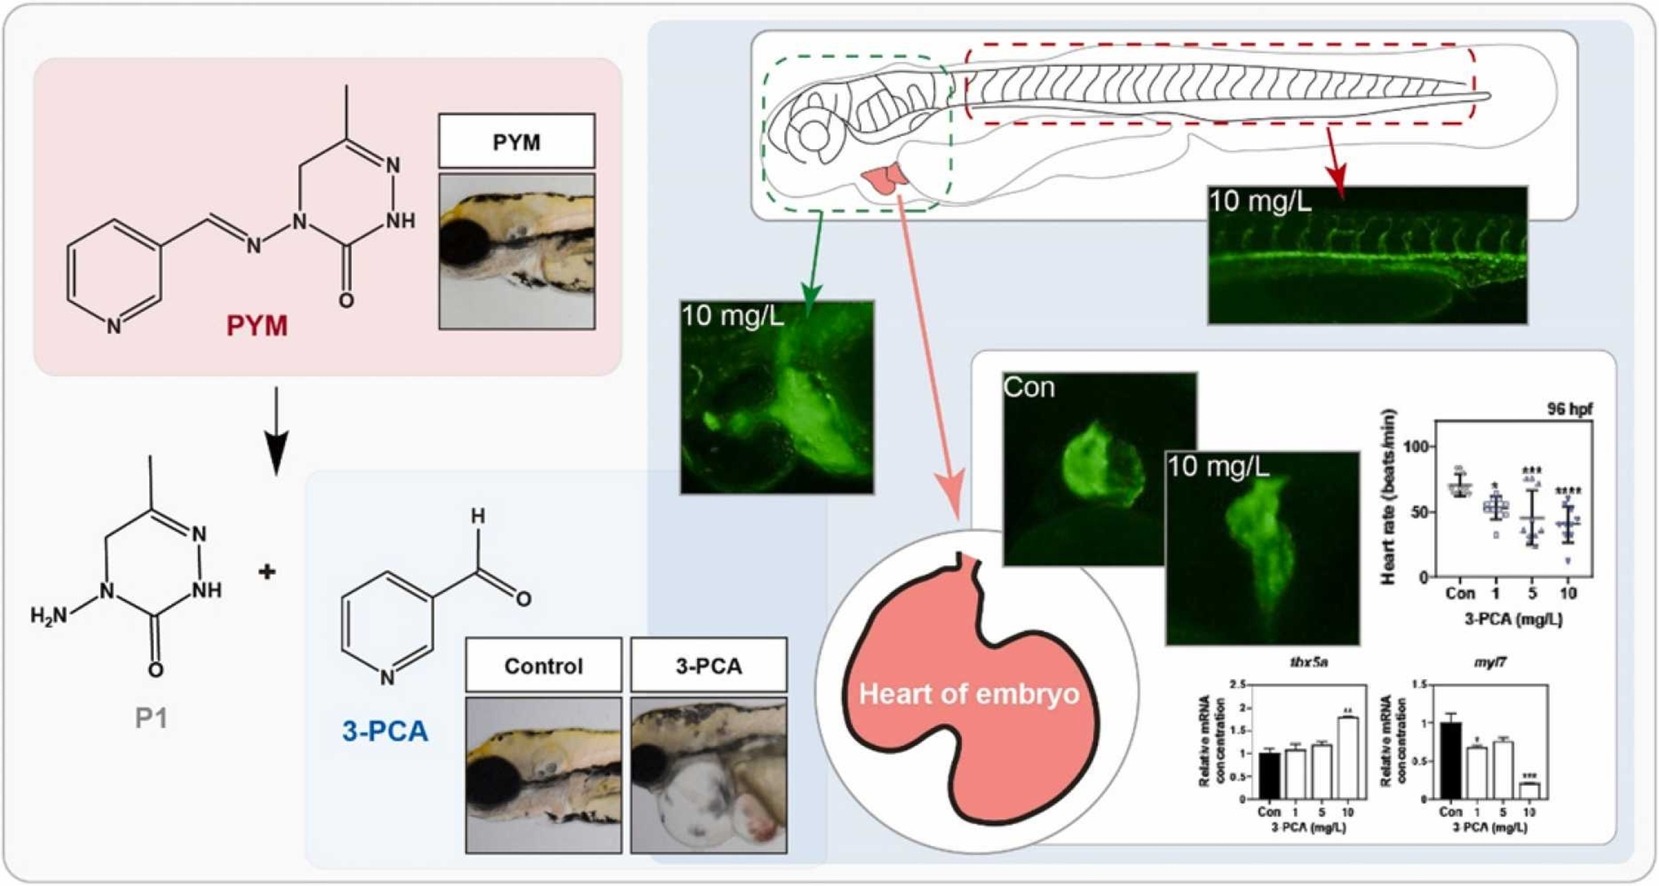 PYM
N
NH
N
N
O
N
PYM
N
NH
N
H₂N
O
P1
+
H
O
N
3-PCA
Control
3-PCA
10 mg/L
10 mg/L
Con
10 mg/L
Heart of embryo
96 hpf
Heart rate (beats/min)
100
50
0
*
***
****
Con 1 5 10
3-PCA (mg/L)
tbx5a
Relative mRNA
concentration
2.5
2
1.5
1
0.5
0
**
Con 1 5 10
3 PCA (mg/L)
myl7
Relative mRNA
concentration
1.5
1
0.5
0
*
***
Con 1 5 10
3 PCA (mg/L)